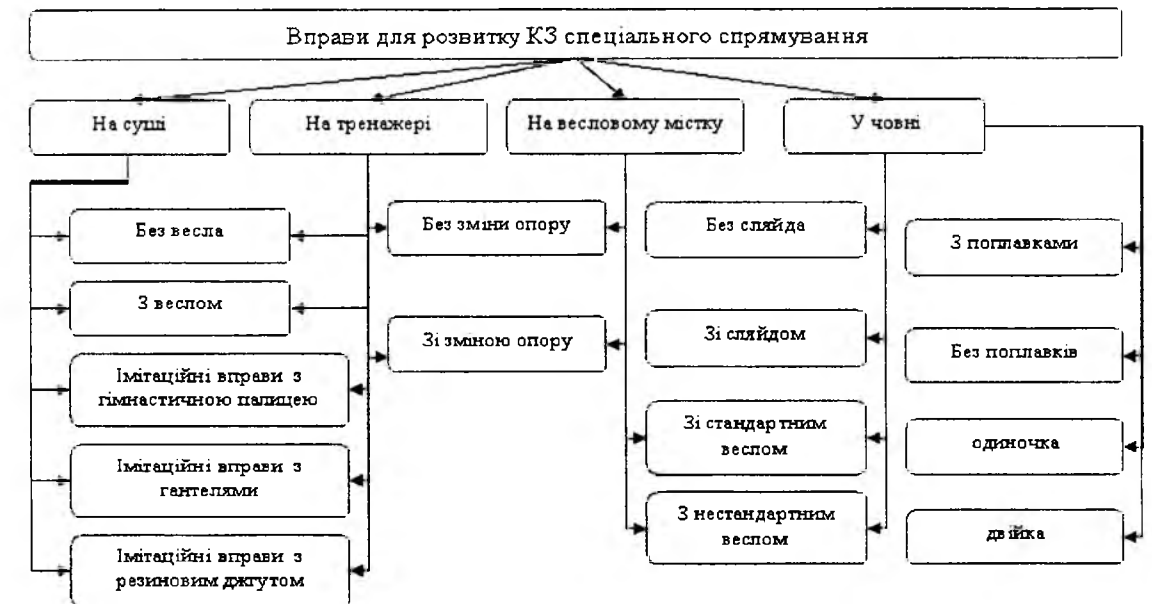 Вправи для розвитку КЗ спеціального спрямування
На суші
На тренажері
На весловому містку
У човні
Без весла
З веслом
Імітаційні вправи з
гімнастичною палицею
Імітаційні вправи з
гантелями
Імітаційні вправи з
резиновим джгутом
Без зміни опору
Зі зміною опору
Без сляйда
Зі сляйдом
Зі стандартним
веслом
З нестандартним
веслом
З поплавками
Без поплавків
одиночка
двійка